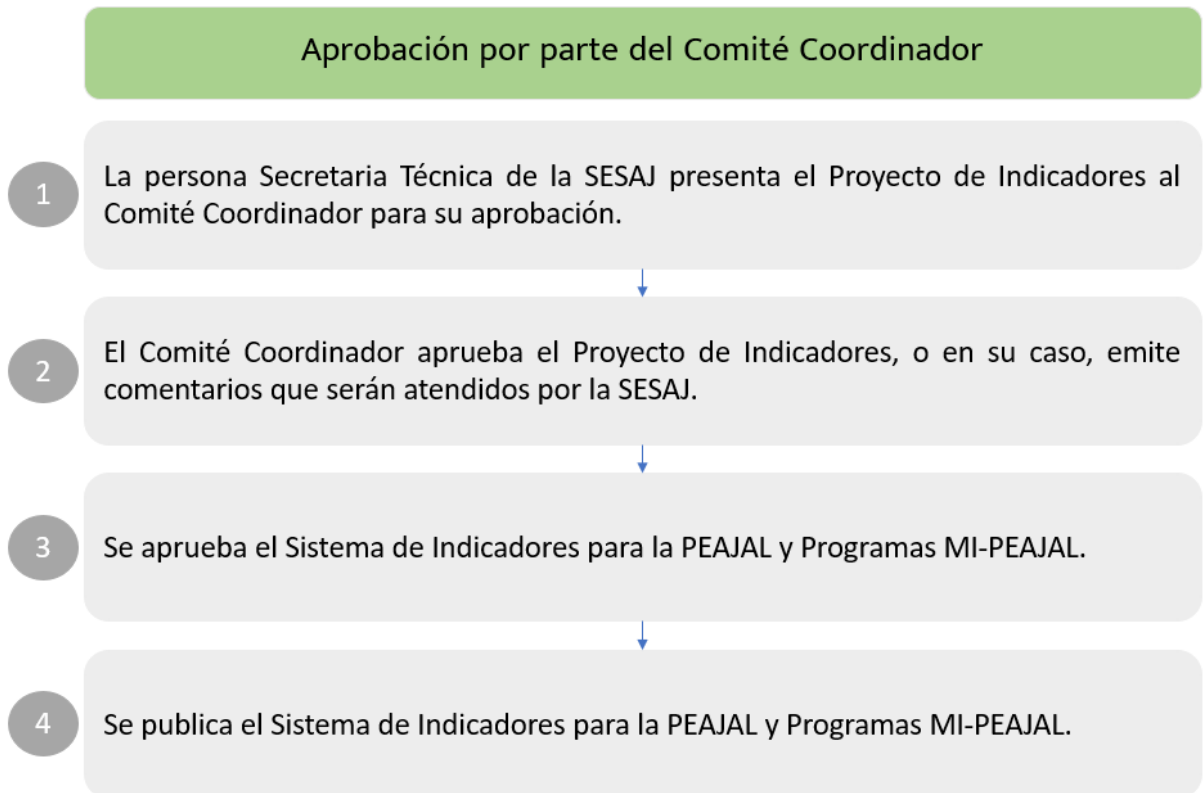 Aprobación por parte del Comité Coordinador
1
La persona Secretaria Técnica de la SESAJ presenta el Proyecto de Indicadores al
Comité Coordinador para su aprobación.
2
El Comité Coordinador aprueba el Proyecto de Indicadores, o en su caso, emite
comentarios que serán atendidos por la SESAJ.
3
Se aprueba el Sistema de Indicadores para la PEAJAL y Programas MI-PEAJAL.
4
Se publica el Sistema de Indicadores para la PEAJAL y Programas MI-PEAJAL.